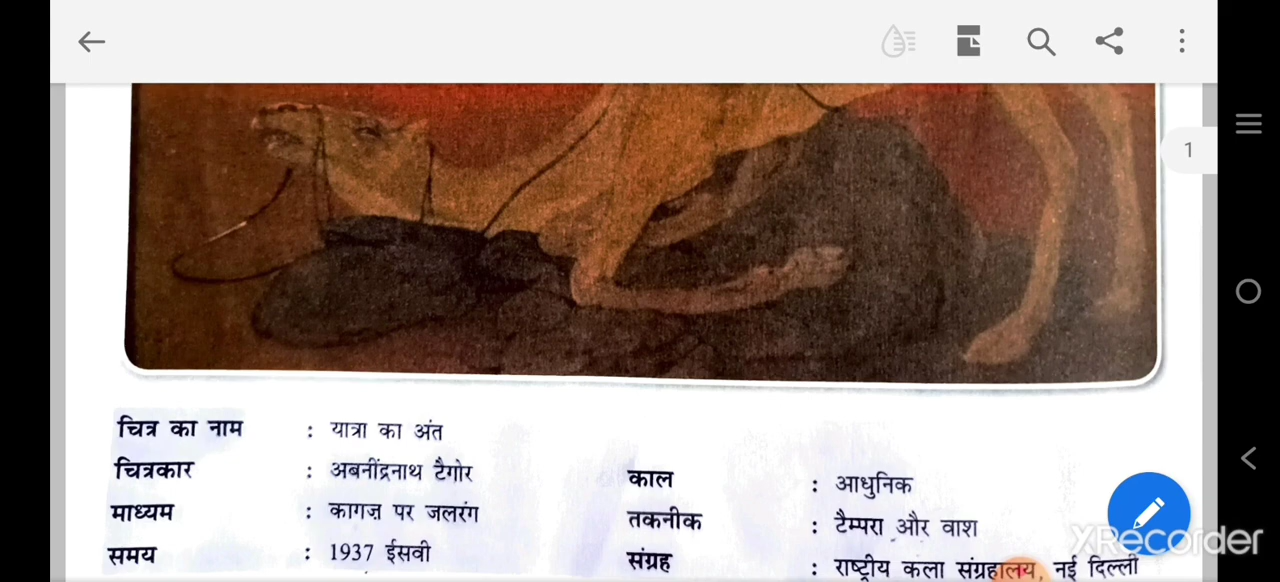 1
चित्र का नाम : यात्रा का अंत
चित्रकार : अबनींद्रनाथ टैगोर
काल : आधुनिक
माध्यम : कागज़ पर जलरंग
तकनीक : टैम्परा और वाश
समय : 1937 ईसवी
संग्रह : राष्ट्रीय कला संग्रहालय, नई दिल्ली
XRecorder